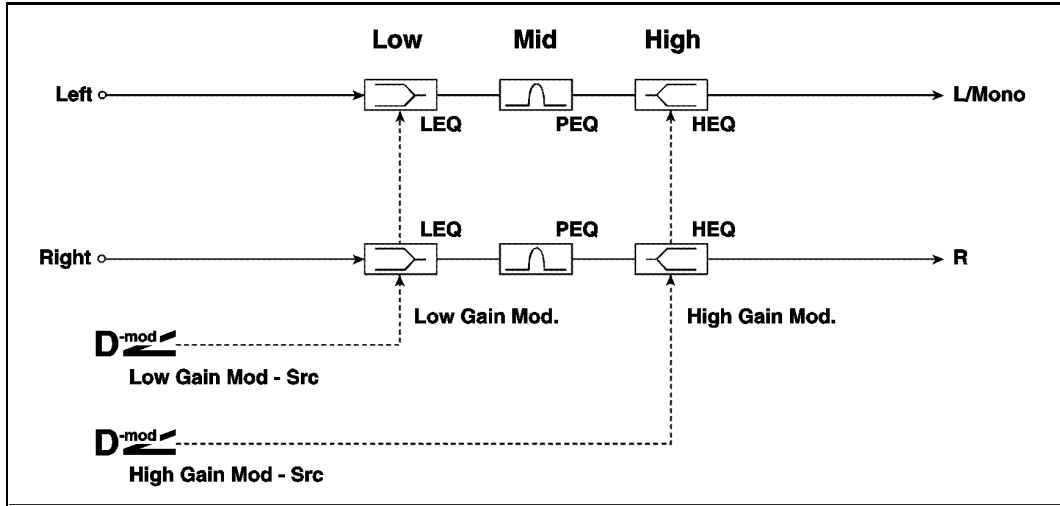 Low Mid High
Left L/Mono
LEQ PEQ HEQ
LEQ PEQ HEQ
Right R
Low Gain Mod. High Gain Mod.
D-mod
Low Gain Mod - Src
D-mod
High Gain Mod - Src